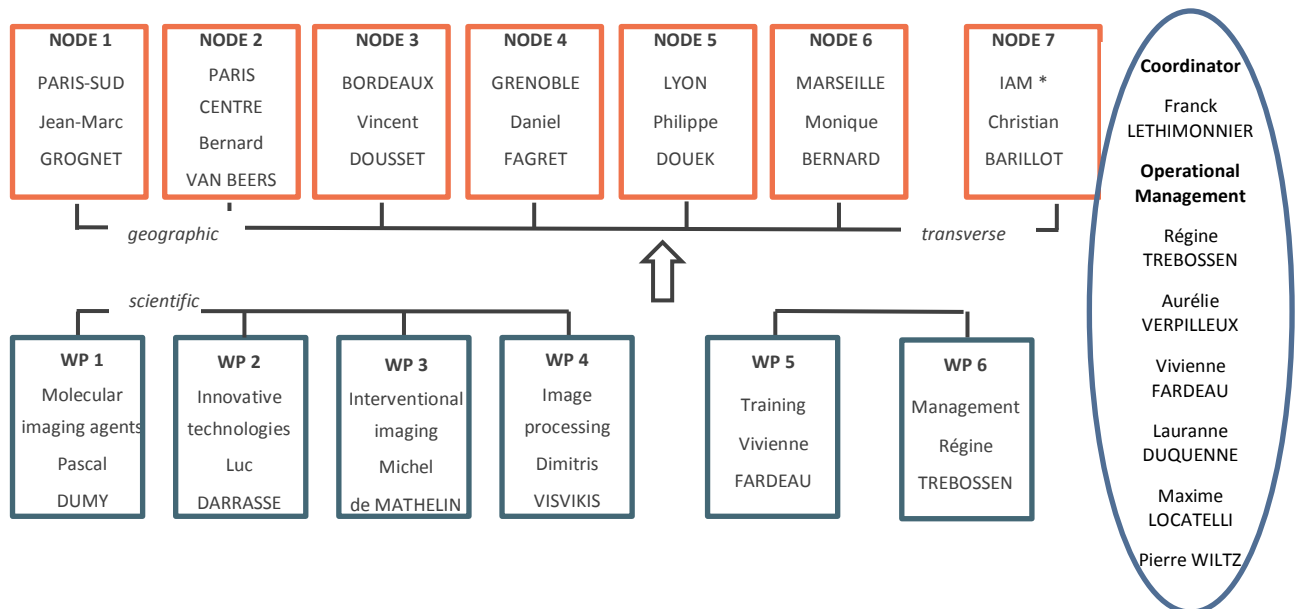 NODE 1
PARIS-SUD
Jean-Marc
GROGNET
NODE 2
PARIS
CENTRE
Bernard
VAN BEERS
NODE 3
BORDEAUX
Vincent
DOUSSET
NODE 4
GRENOBLE
Daniel
FAGRET
NODE 5
LYON
Philippe
DOUEK
NODE 6
MARSEILLE
Monique
BERNARD
NODE 7
IAM *
Christian
BARILLOT
geographic
transverse
scientific
WP 1
Molecular
imaging agents
Pascal
DUMY
WP 2
Innovative
technologies
Luc
DARRASSE
WP 3
Interventional
imaging
Michel
de MATHELIN
WP 4
Image
processing
Dimitris
VISVIKIS
WP 5
Training
Vivienne
FARDEAU
WP 6
Management
Régine
TREBOSSEN
Coordinator
Franck
LETHIMONNIER
Operational
Management
Régine
TREBOSSEN
Aurélie
VERPILLEUX
Vivienne
FARDEAU
Lauranne
DUQUENNE
Maxime
LOCATELLI
Pierre WILTZ